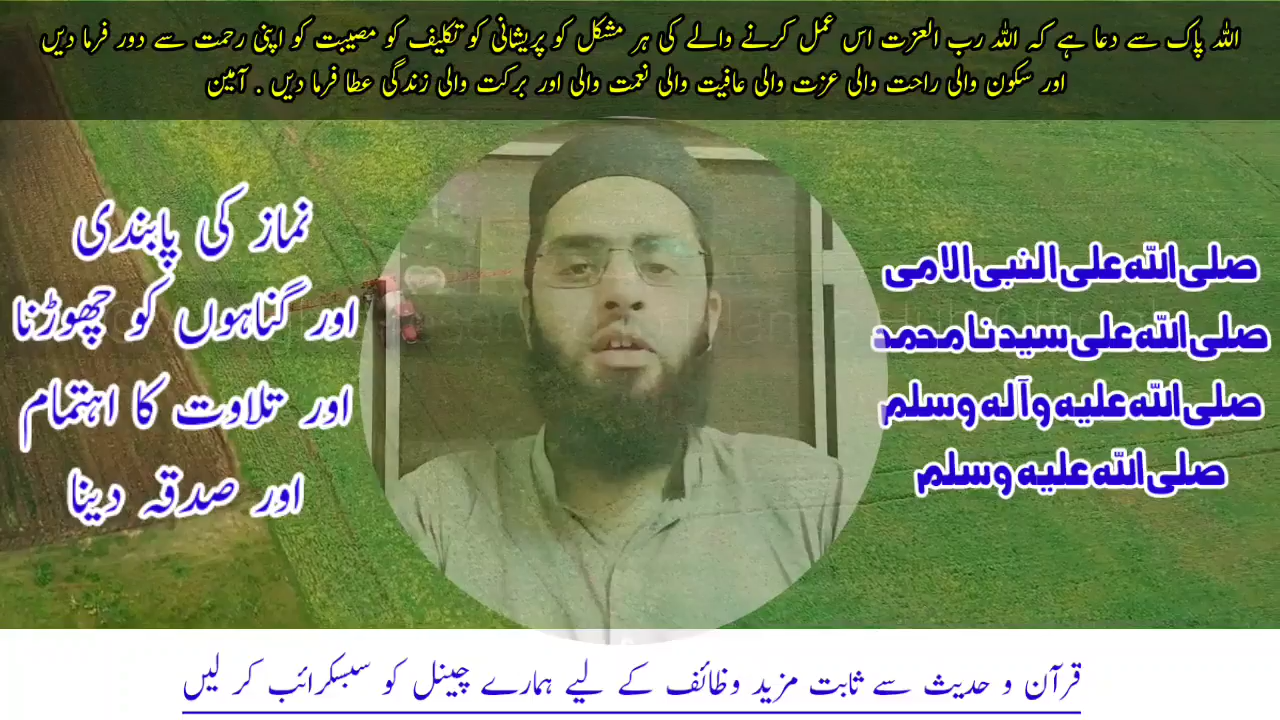 اللہ پاک سے دعا ہے کہ اللہ رب العزت اس عمل کرنے والے کی ہر مشکل کو پریشانی کو تکلیف کو مصیبت کو اپنی رحمت سے دور فرما دیں
اور سکون والی راحت والی عزت والی عافیت والی نعمت والی اور برکت والی زندگی عطا فرما دیں . آمین
صلی اللہ علی النبی الامی
صلی اللہ علی سیدنا محمد
صلی اللہ علیہ وآلہ وسلم
صلی اللہ علیہ وسلم
نماز کی پابندی
اور گناہوں کو چھوڑنا
اور تلاوت کا اہتمام
اور صدقہ دینا
قرآن و حدیث سے ثابت مزید وظائف کے لیے ہمارے چینل کو سبسکرائب کر لیں